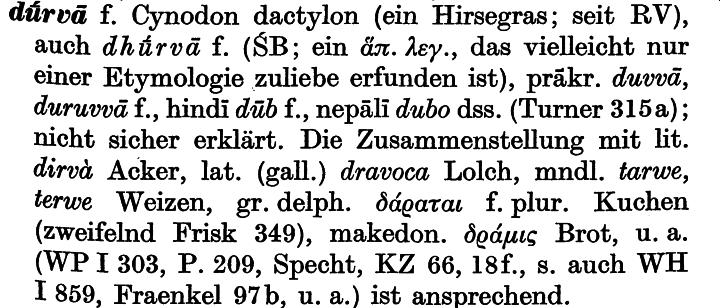 dū́rvā f. Cynodon dactylon (ein Hirsegras; seit RV),
auch dhū́rvā f. (ŚB; ein ἅπ. λεγ., das vielleicht nur
einer Etymologie zuliebe erfunden ist), prākr. duvvā,
duruvvā f., hindī dūb f., nepālī dubo dss. (Turner 315a);
nicht sicher erklärt. Die Zusammenstellung mit lit.
dirvà Acker, lat. (gall.) dravoca Lolch, mndl. tarwe,
terwe Weizen, gr. delph. δάραται f. plur. Kuchen
(zweifelnd Frisk 349), makedon. δράμις Brot, u. a.
(WP I 303, P. 209, Specht, KZ 66, 18f., s. auch WH
I 859, Fraenkel 97b, u. a.) ist ansprechend.